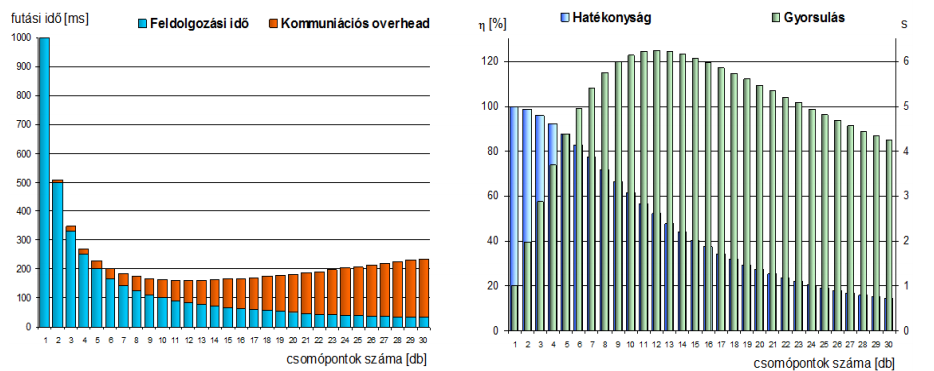 futási idő [ms]
Feldolgozási idő
Kommuniációs overhead
1000
900
800
700
600
500
400
300
200
100
0
1 2 3 4 5 6 7 8 9 10 11 12 13 14 15 16 17 18 19 20 21 22 23 24 25 26 27 28 29 30
csomópontok száma [db]
η [%]
Hatékonyság
Gyorsulás
s
120
100
80
60
40
20
0
6
5
4
3
2
1
0
1 2 3 4 5 6 7 8 9 10 11 12 13 14 15 16 17 18 19 20 21 22 23 24 25 26 27 28 29 30
csomópontok száma [db]